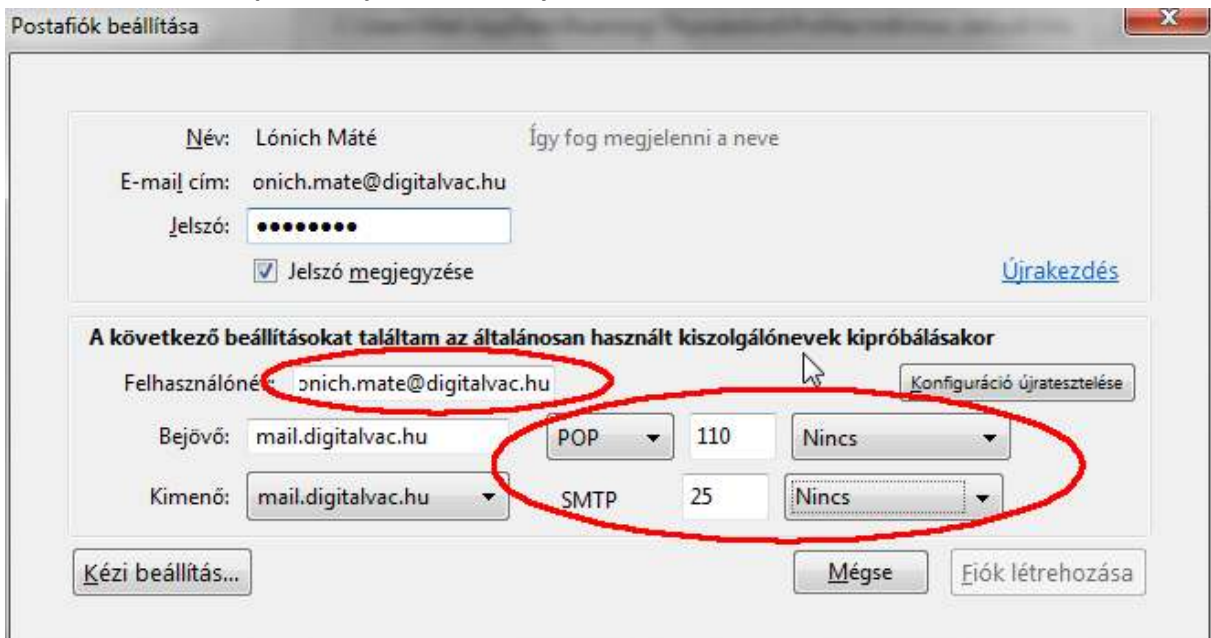 Postafiók beállítása
Név: Lónich Máté Így fog megjelenni a neve
E-mail cím: onich.mate@digitalvac.hu
Jelszó: ●●●●●●●●
Jelszó megjegyzése Újrakezdés
A következő beállításokat találtam az általánosan használt kiszolgálónevek kipróbálásakor
Felhasználónév: onich.mate@digitalvac.hu Konfiguráció újratesztelése
Bejövő: mail.digitalvac.hu POP 110 Nincs
Kimenő: mail.digitalvac.hu SMTP 25 Nincs
Kézi beállítás... Mégse Fiók létrehozása